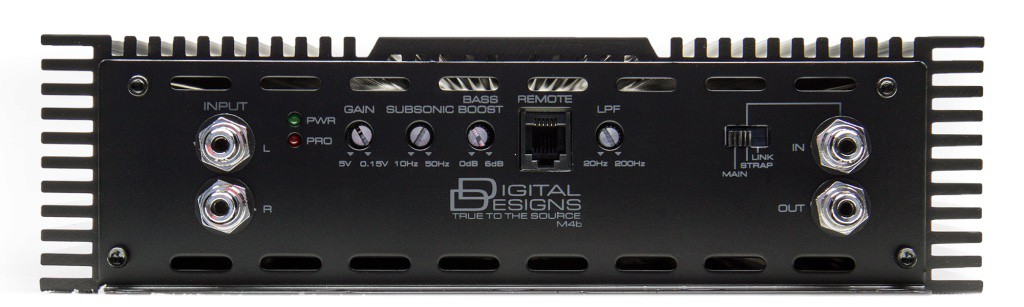 INPUT
L
R
PWR
PRO
GAIN
5V 0.15V
SUBSONIC
10Hz 50Hz
BASS
BOOST
0dB 6dB
REMOTE
LPF
20Hz 200Hz
DIGITAL
DESIGNS
TRUE TO THE SOURCE
M4b
LINK
STRAP
MAIN
IN
OUT